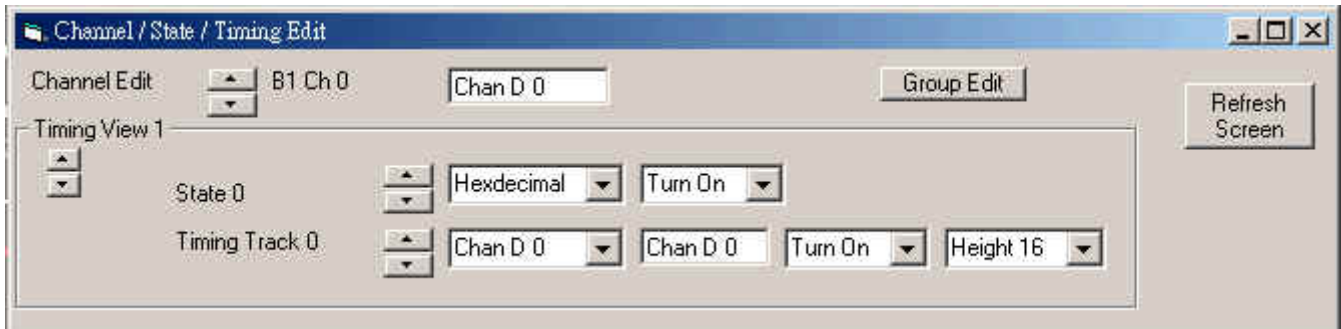 Channel / State / Timing Edit
Channel Edit B1 Ch 0 Chan D 0 Group Edit
Refresh
Screen
Timing View 1
State 0 Hexdecimal Turn On
Timing Track 0 Chan D 0 Chan D 0 Turn On Height 16